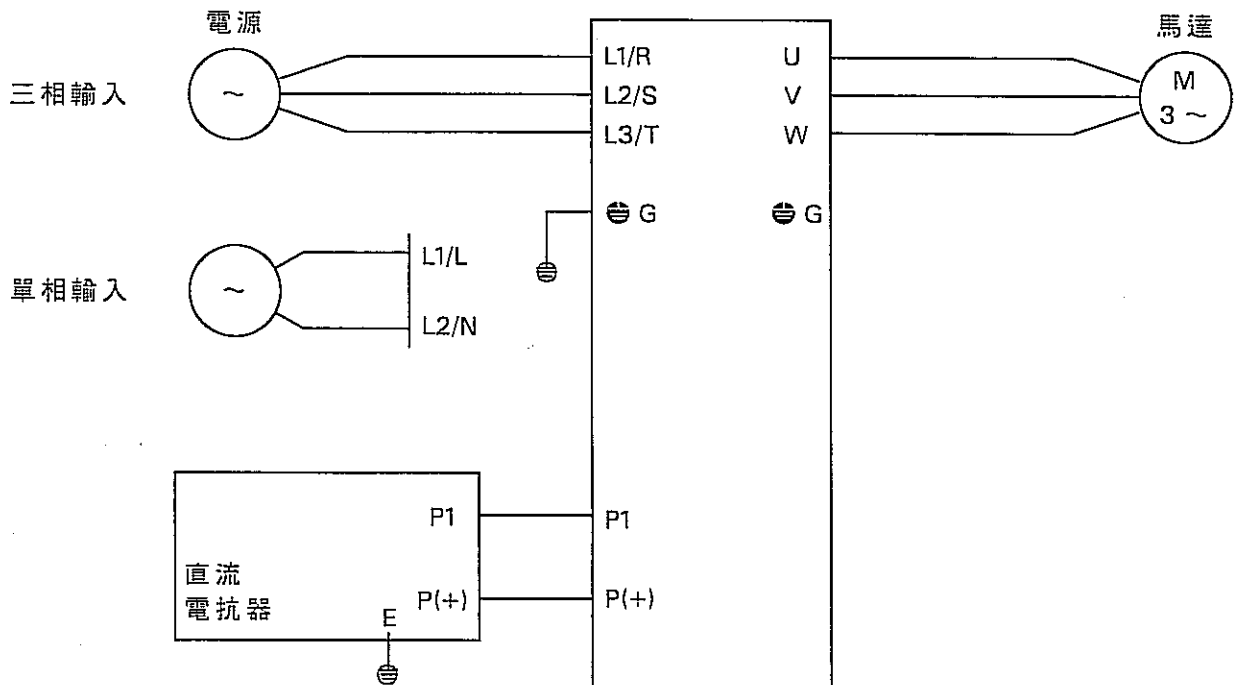 電源
馬達
三相輸入
～
L1/R
U
M
L2/S
V
3～
L3/T
W
G
G
單相輸入
～
L1/L
L2/N
P1
P1
直流
電抗器
P(+)
P(+)
E